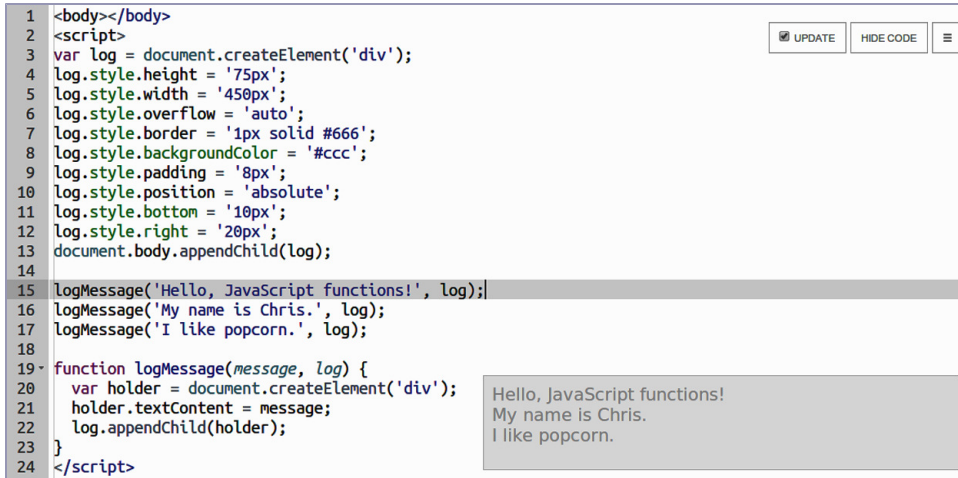 1 <body></body>
2 <script>
3 var log = document.createElement('div');
4 log.style.height = '75px';
5 log.style.width = '450px';
6 log.style.overflow = 'auto';
7 log.style.border = '1px solid #666';
8 log.style.backgroundColor = '#ccc';
9 log.style.padding = '8px';
10 log.style.position = 'absolute';
11 log.style.bottom = '10px';
12 log.style.right = '20px';
13 document.body.appendChild(log);
14
15 logMessage('Hello, JavaScript functions!', log);
16 logMessage('My name is Chris.', log);
17 logMessage('I like popcorn.', log);
18
19 function logMessage(message, log) {
20   var holder = document.createElement('div');
21   holder.textContent = message;
22   log.appendChild(holder);
23 }
24 </script>
UPDATE
HIDE CODE
Hello, JavaScript functions!
My name is Chris.
I like popcorn.